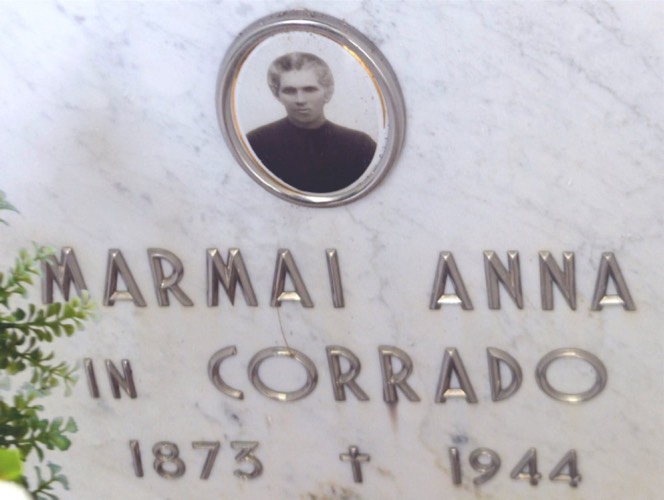 MARMAI ANNA
IN CORRADO
1873 ✝ 1944